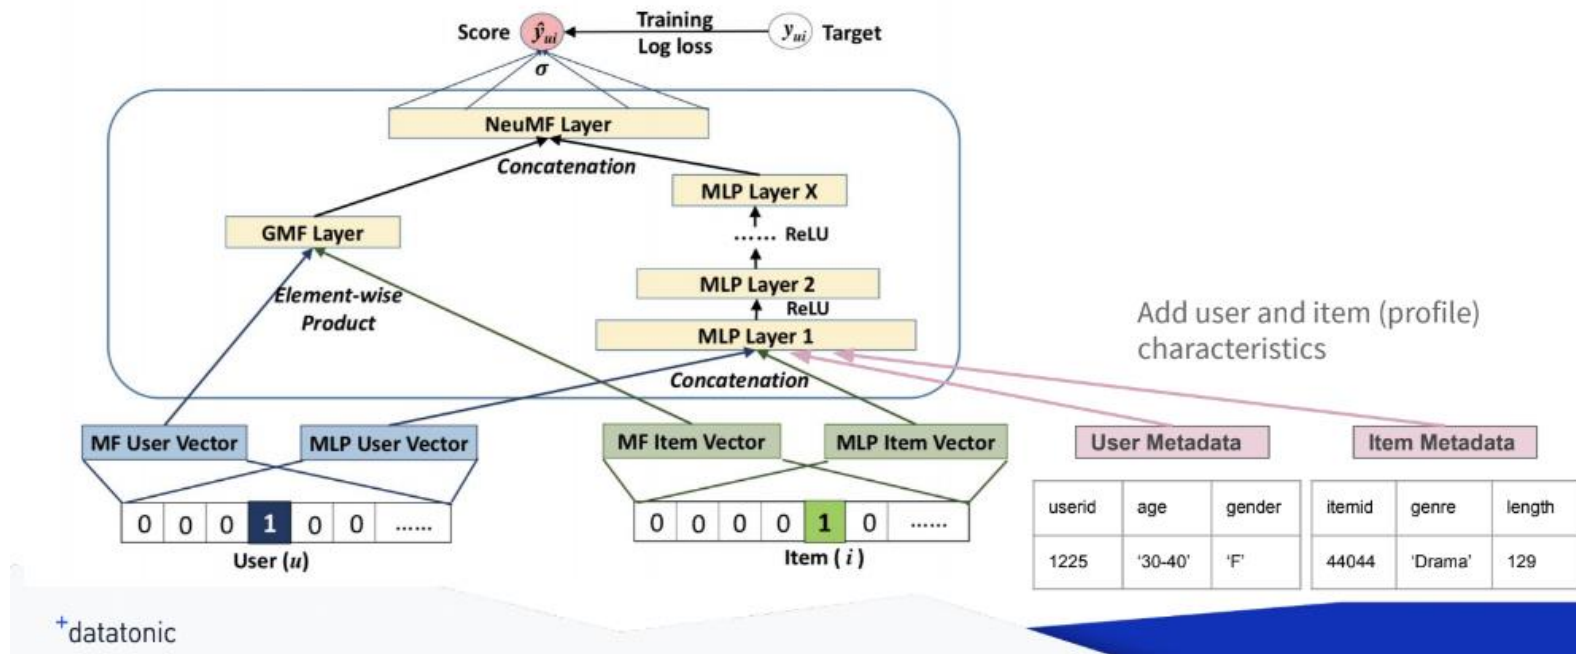 Score ŷui Training yui Target
Log loss
σ
NeuMF Layer
Concatenation
MLP Layer X
GMF Layer
...... ReLU
MLP Layer 2
Element-wise
Product
ReLU
MLP Layer 1
Concatenation
Add user and item (profile)
characteristics
MF User Vector MLP User Vector MF Item Vector MLP Item Vector User Metadata Item Metadata
0 0 0 1 0 0 ......
User (u)
0 0 0 0 1 0 ......
Item ( i )
userid age gender
1225 '30-40' 'F'
itemid genre length
44044 'Drama' 129
+datatonic